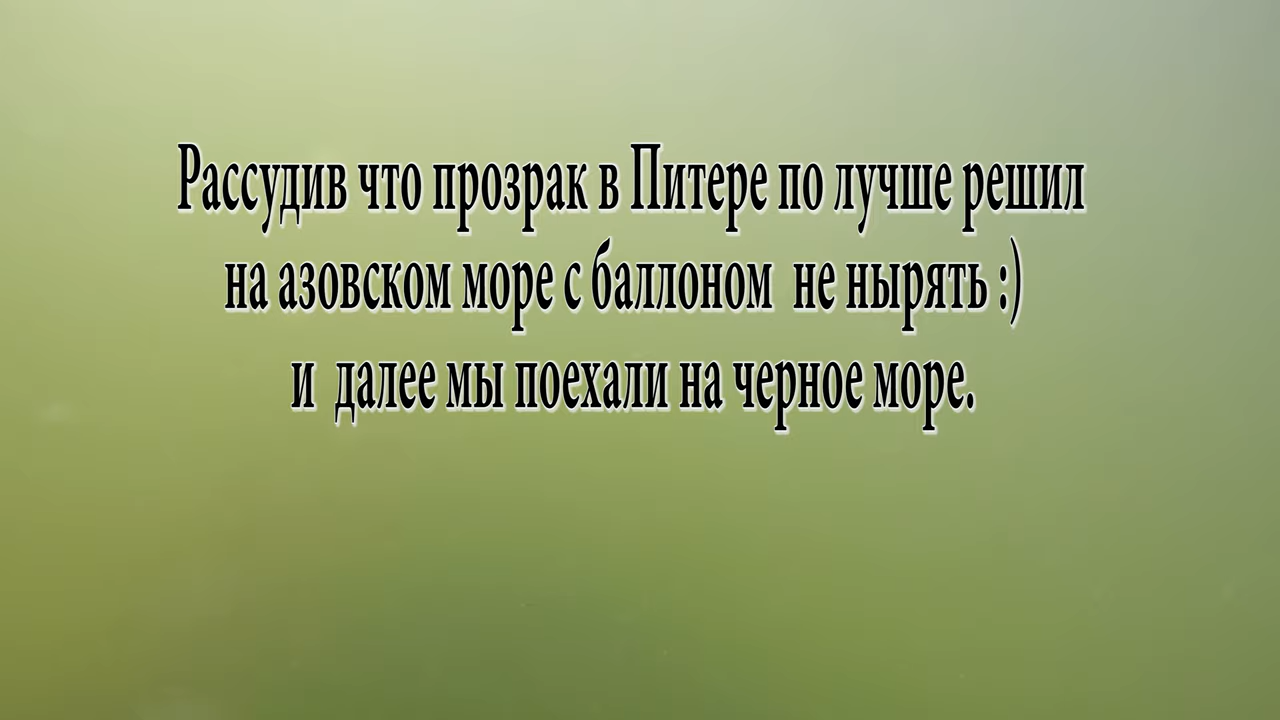 Рассудив что прозрак в Питере по лучше решил
на азовском море с баллоном не нырять :)
и далее мы поехали на черное море.